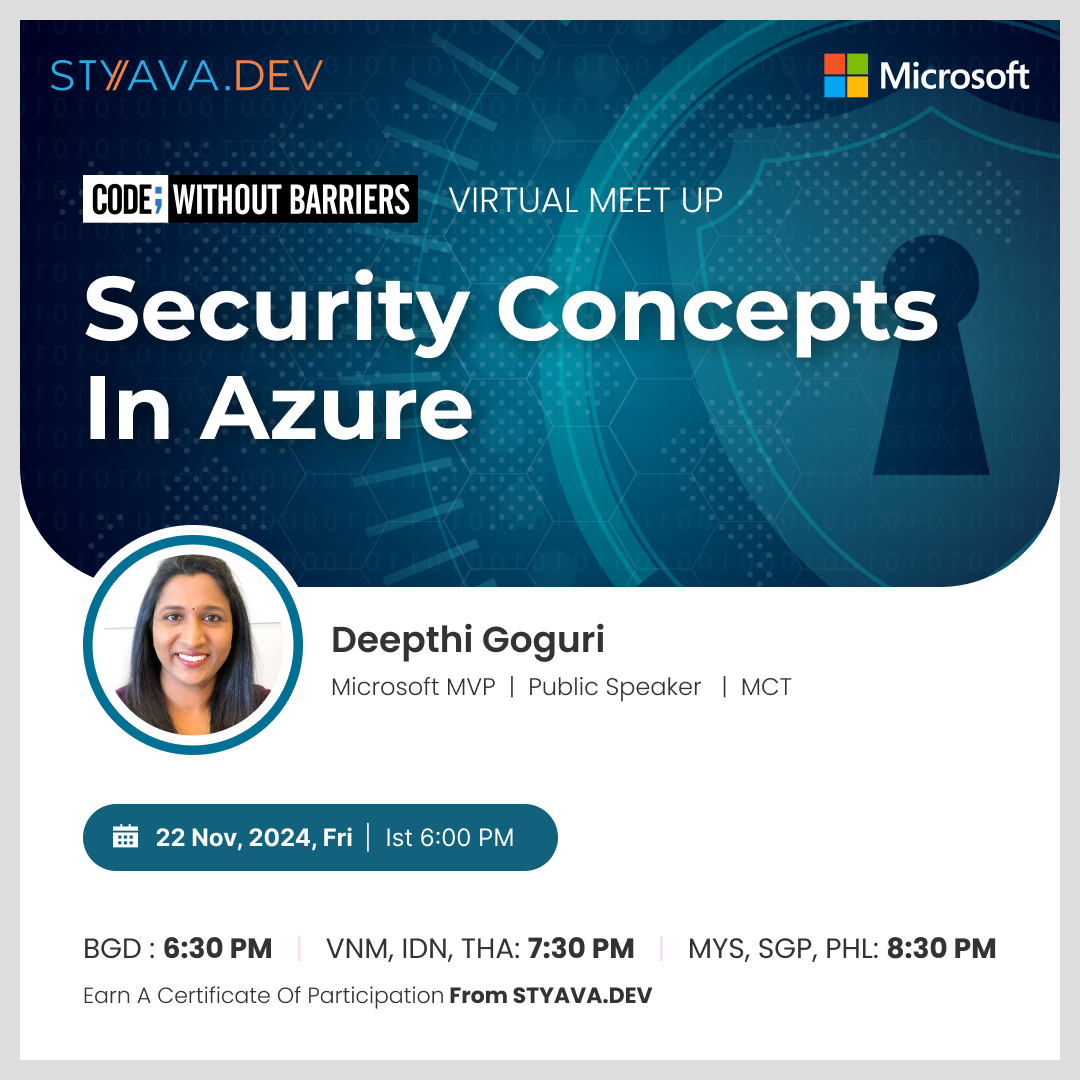 STYAVA.DEV
Microsoft
CODE; WITHOUT BARRIERS VIRTUAL MEET UP
Security Concepts
In Azure
Deepthi Goguri
Microsoft MVP | Public Speaker | MCT
22 Nov, 2024, Fri | Ist 6:00 PM
BGD : 6:30 PM | VNM, IDN, THA: 7:30 PM | MYS, SGP, PHL: 8:30 PM
Earn A Certificate Of Participation From STYAVA.DEV